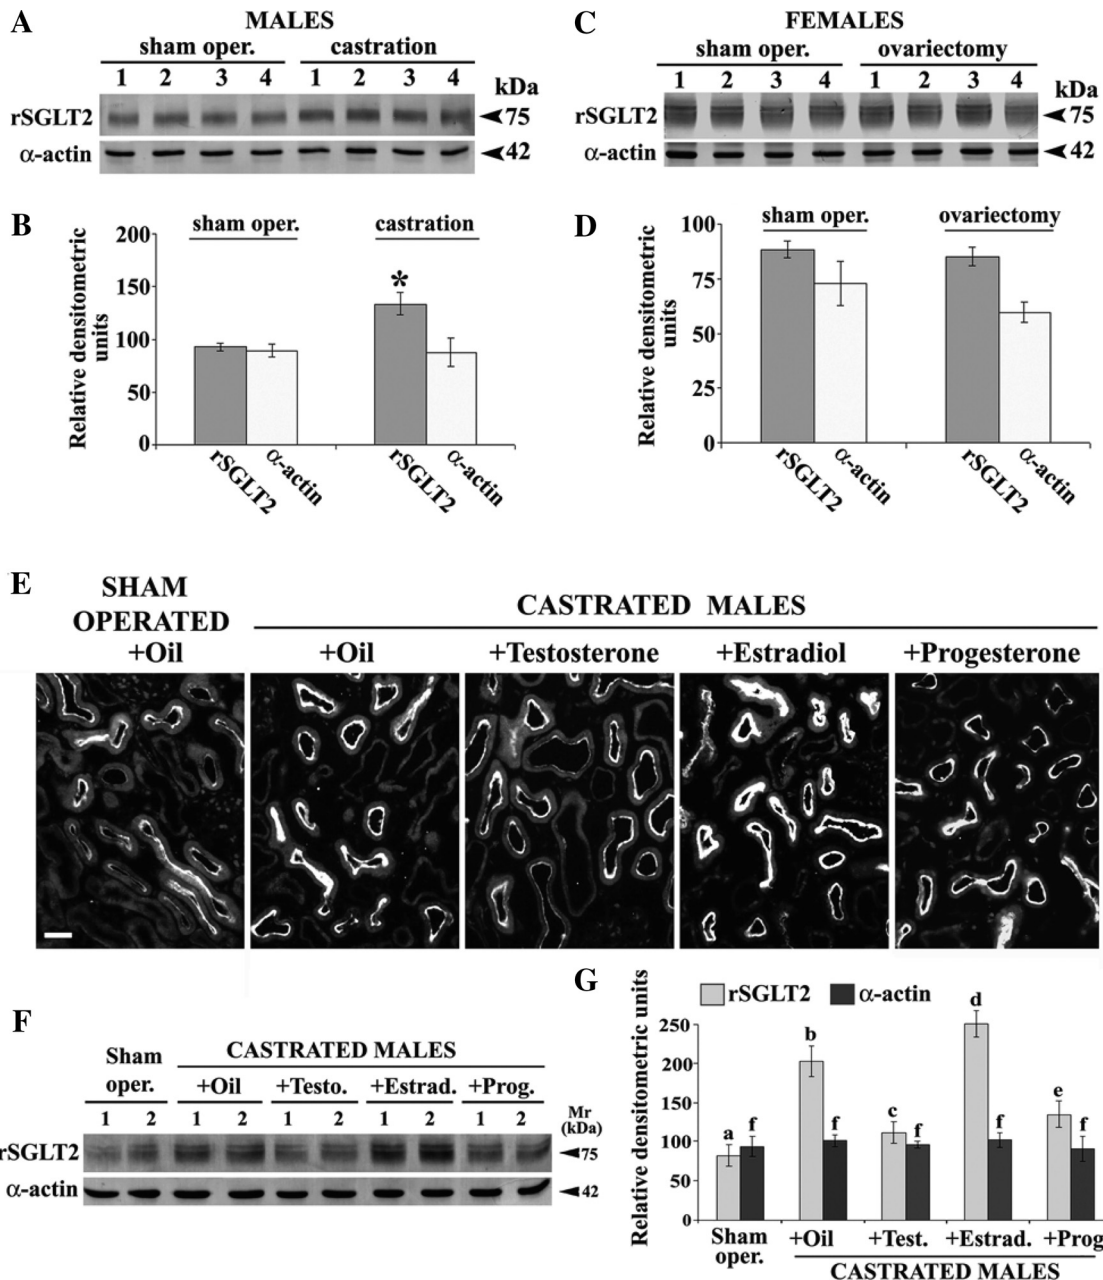 A
MALES
sham oper. castration
1 2 3 4 1 2 3 4
kDa
rSGLT2 75
α-actin 42
C
FEMALES
sham oper. ovariectomy
1 2 3 4 1 2 3 4
kDa
rSGLT2 75
α-actin 42
B
Relative densitometric
units
sham oper. castration
200
150
100
50
0
*
rSGLT2 α-actin rSGLT2 α-actin
D
Relative densitometric
units
sham oper. ovariectomy
100
75
50
25
0
rSGLT2 α-actin rSGLT2 α-actin
E
SHAM
OPERATED
CASTRATED MALES
+Oil +Oil +Testosterone +Estradiol +Progesterone
F
Sham
oper.
CASTRATED MALES
+Oil +Testo. +Estrad. +Prog.
1 2 1 2 1 2 1 2 1 2
Mr
(kDa)
rSGLT2 75
α-actin 42
G
Relative densitometric units
rSGLT2 α-actin
250
200
150
100
50
0
a f b f c f d f e f
Sham
oper.
+Oil +Test. +Estrad. +Prog
CASTRATED MALES